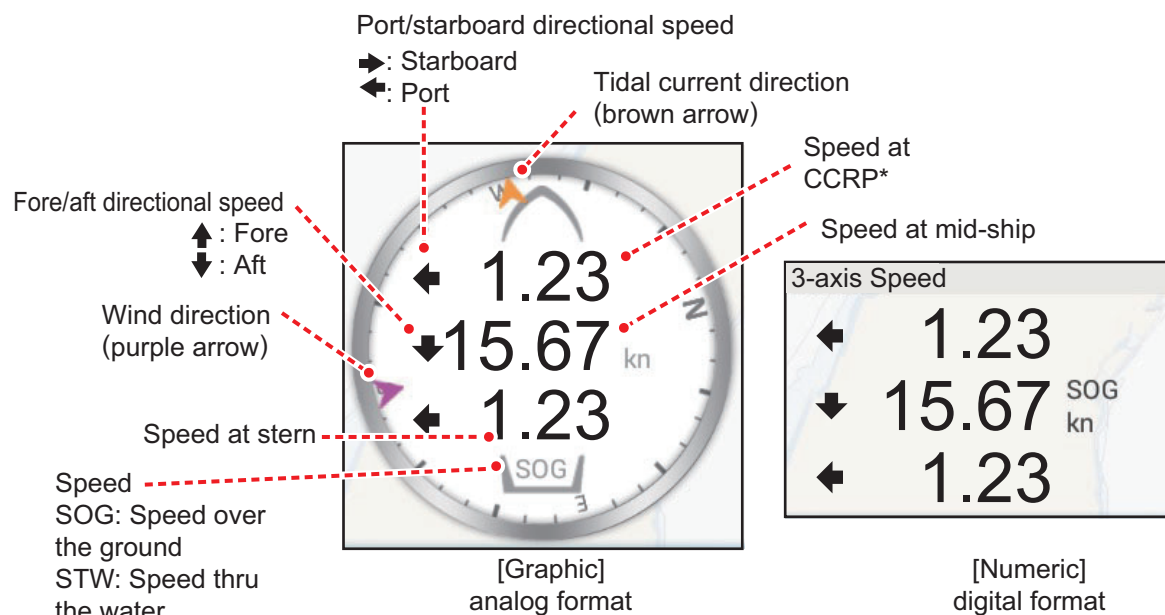 Port/starboard directional speed
➡: Starboard
⬅: Port
Tidal current direction
(brown arrow)
Speed at
CCRP*
Fore/aft directional speed
⬆: Fore
⬇: Aft
Speed at mid-ship
Wind direction
(purple arrow)
W
1.23
N
15.67 kn
1.23
SOG
E
Speed at stern
Speed
SOG: Speed over
the ground
STW: Speed thru
the water
[Graphic]
analog format
3-axis Speed
1.23
15.67 SOG
kn
1.23
[Numeric]
digital format